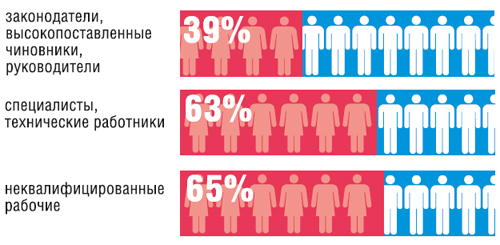 законодатели,
высокопоставленные
чиновники,
руководители
39%
специалисты,
технические работники
63%
неквалифицированные
рабочие
65%